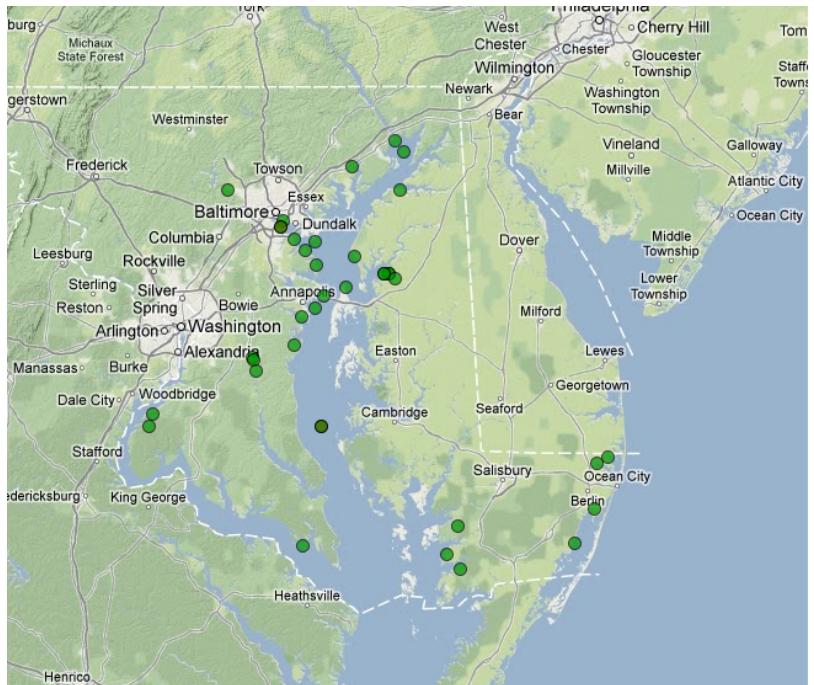 York
Philadelphia
burg
Michaux
State Forest
West
Chester
Cherry Hill
Tom
Chester
Gloucester
Township
Wilmington
Newark
Washington
Township
gerstown
Bear
Westminster
Vineland
Galloway
Frederick
Towson
Millville
Atlantic City
Essex
Baltimore
Dundalk
Ocean City
Columbia
Dover
Middle
Township
Leesburg
Rockville
Lower
Township
Sterling
Silver
Spring
Annapolis
Reston
Bowie
Milford
Arlington
Washington
Alexandria
Easton
Lewes
Manassas
Burke
Georgetown
Dale City
Woodbridge
Seaford
Cambridge
Stafford
Salisbury
Ocean City
edericksburg
King George
Berlin
Heathsville
Henrico